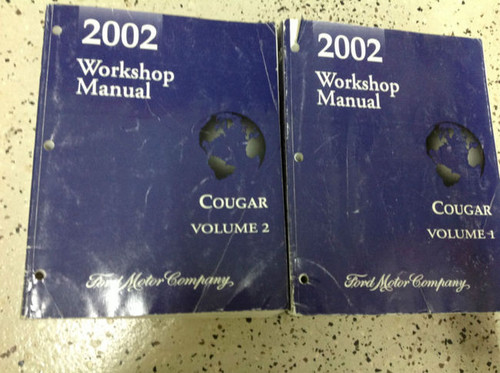 2002
Workshop
Manual
COUGAR
VOLUME 2
Ford Motor Company
2002
Workshop
Manual
COUGAR
VOLUME 1
Ford Motor Company